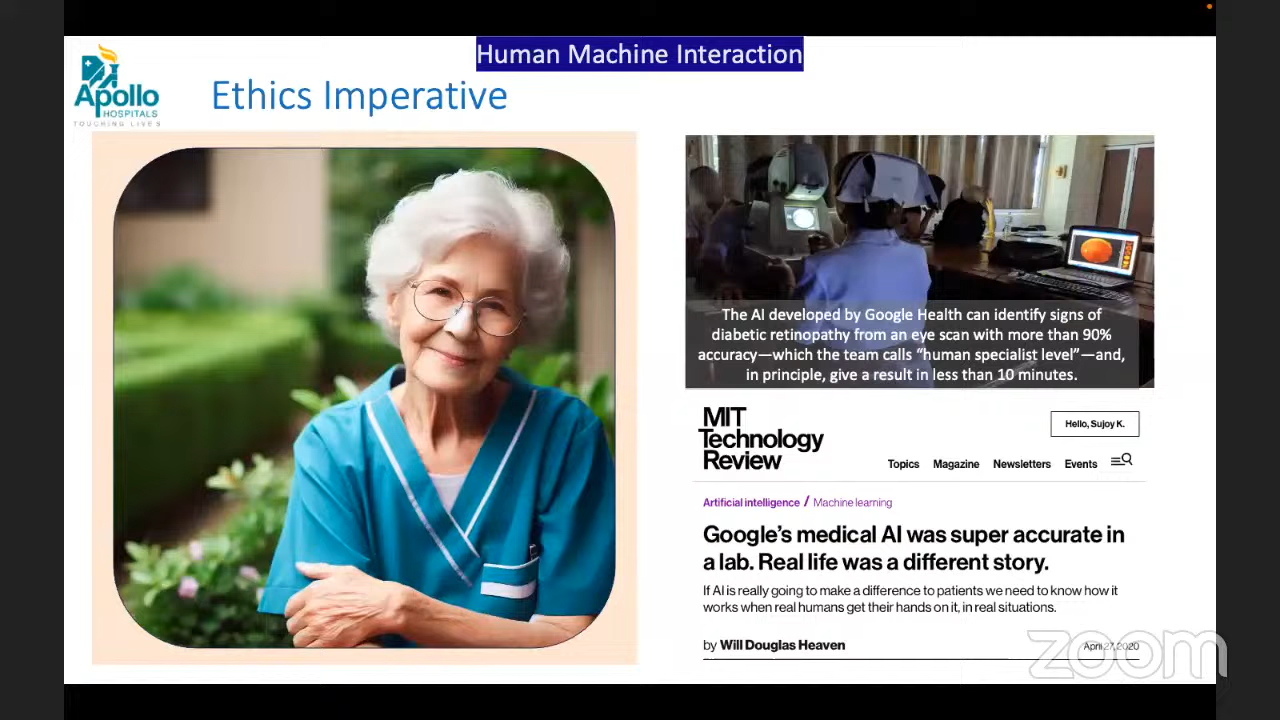 Human Machine Interaction
Apollo
HOSPITALS
TOUCHING LIVES
Ethics Imperative
The AI developed by Google Health can identify signs of
diabetic retinopathy from an eye scan with more than 90%
accuracy—which the team calls “human specialist level”—and,
in principle, give a result in less than 10 minutes.
MIT
Technology
Review
Hello, Sujoy K.
Topics Magazine Newsletters Events
Artificial intelligence / Machine learning
Google’s medical AI was super accurate in
a lab. Real life was a different story.
If AI is really going to make a difference to patients we need to know how it
works when real humans get their hands on it, in real situations.
by Will Douglas Heaven
April 27, 2020
zoom